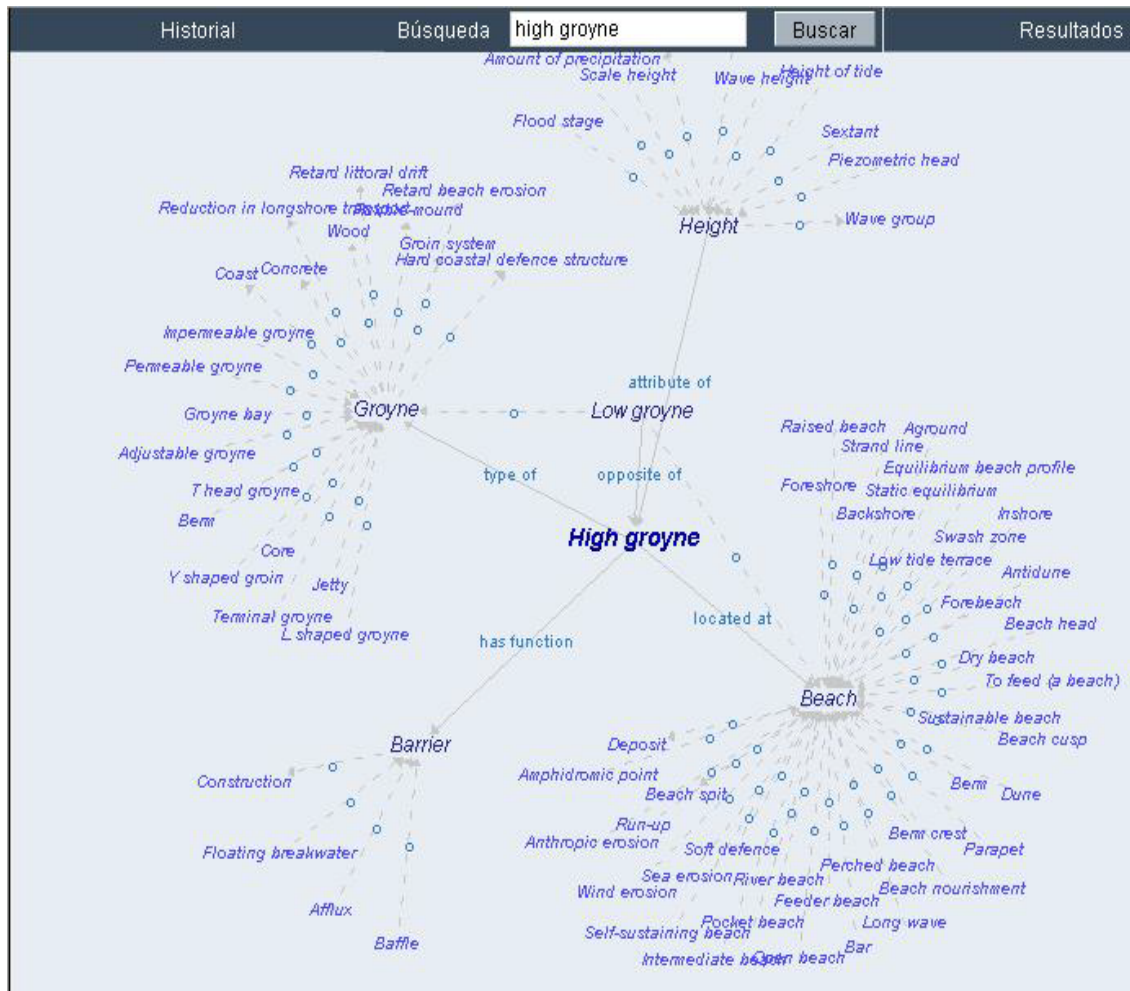 Historial
Búsqueda
high groyne
Buscar
Resultados
Amount of precipitation
Scale height
Wave height
Height of tide
Flood stage
Sextant
Piezometric head
Wave group
Height
Retard littoral drift
Retard beach erosion
Reduction in longshore transport
mound
Wood
Groin system
Hard coastal defence structure
Coast
Concrete
Impermeable groyne
Permeable groyne
Groyne bay
Adjustable groyne
T head groyne
Berm
Core
Y shaped groin
Jetty
Terminal groyne
L shaped groyne
Groyne
attribute of
Low groyne
type of
opposite of
High groyne
has function
located at
Raised beach
Aground
Strand line
Equilibrium beach profile
Foreshore
Static equilibrium
Backshore
Inshore
Swash zone
Low tide terrace
Antidune
Forebeach
Beach head
Dry beach
To feed (a beach)
Beach
Sustainable beach
Beach cusp
Barrier
Deposit
Construction
Amphidromic point
Beach spit
Berm
Dune
Run-up
Anthropic erosion
Soft defence
Berm crest
Parapet
Floating breakwater
Sea erosion
River beach
Perched beach
Wind erosion
Feeder beach
Beach nourishment
Afflux
Pocket beach
Long wave
Self-sustaining beach
Baffle
Bar
Intermediate beach
Open beach